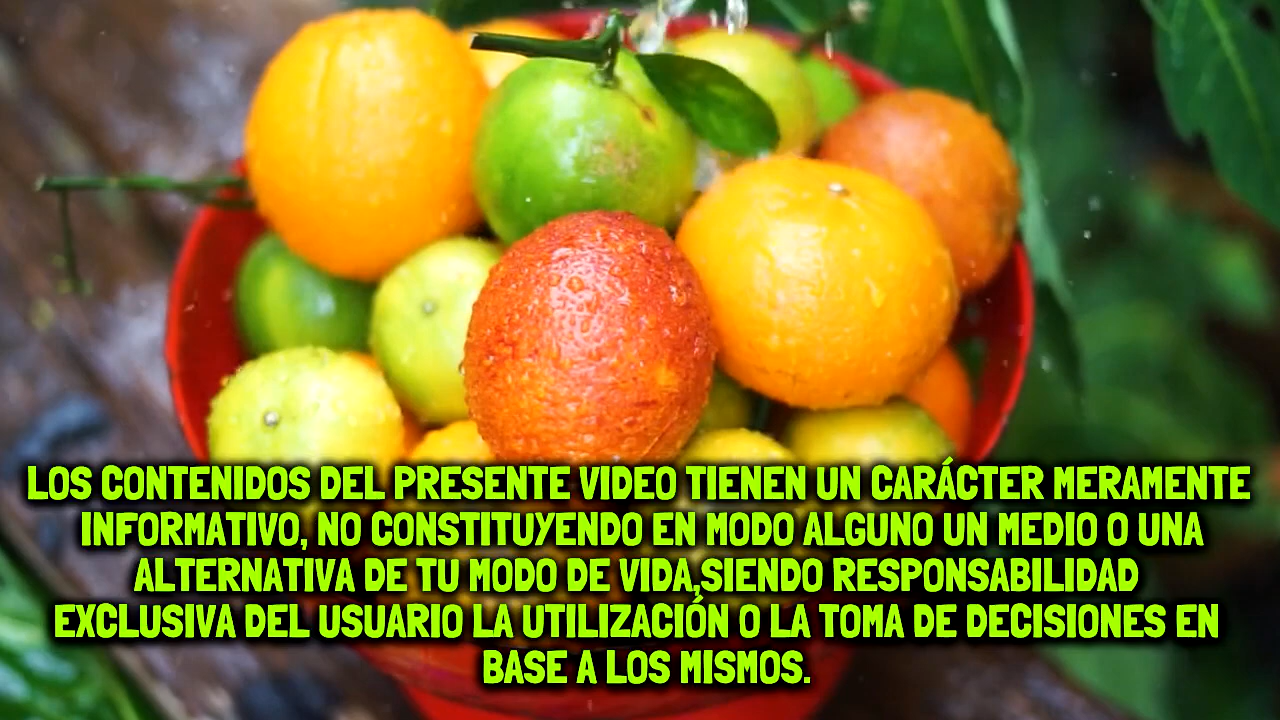 LOS CONTENIDOS DEL PRESENTE VIDEO TIENEN UN CARÁCTER MERAMENTE
INFORMATIVO, NO CONSTITUYENDO EN MODO ALGUNO UN MEDIO O UNA
ALTERNATIVA DE TU MODO DE VIDA,SIENDO RESPONSABILIDAD
EXCLUSIVA DEL USUARIO LA UTILIZACIÓN O LA TOMA DE DECISIONES EN
BASE A LOS MISMOS.